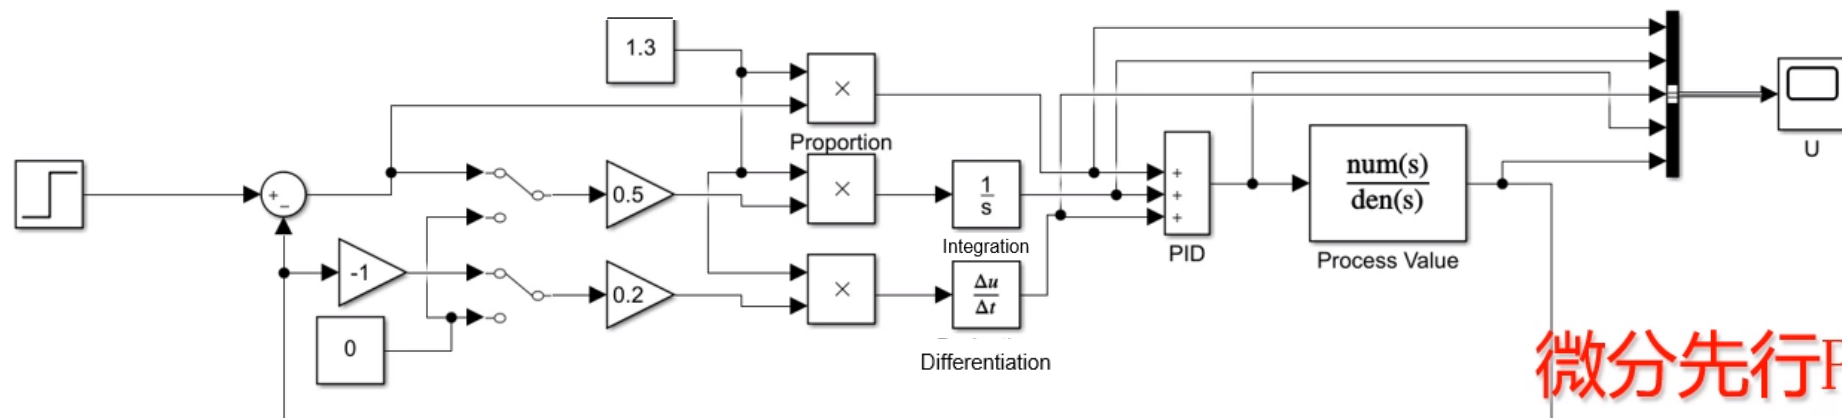 1.3
×
Proportion
+
−
0.5
×
1
s
Integration
+
+
+
PID
num(s)
den(s)
Process Value
U
-1
0.2
×
Δu
Δt
Differentiation
0
微分先行P